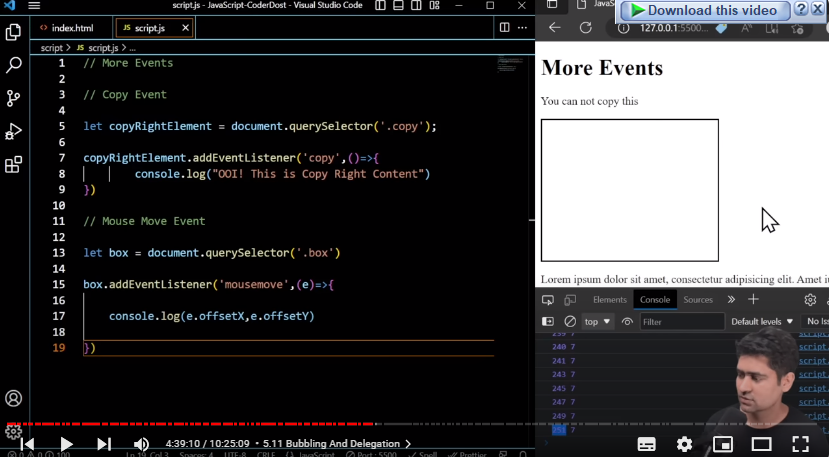 script.js - JavaScript-CoderDost - Visual Studio Code
index.html
JS script.js
script > JS script.js > ...
1 // More Events
2
3 // Copy Event
4
5 let copyRightElement = document.querySelector('.copy');
6
7 copyRightElement.addEventListener('copy',()=>{
8 console.log("OOI! This is Copy Right Content")
9 })
10
11 // Mouse Move Event
12
13 let box = document.querySelector('.box')
14
15 box.addEventListener('mousemove',(e)=>{
16
17 console.log(e.offsetX,e.offsetY)
18
19 })
Download this video
127.0.0.1:5500...
More Events
You can not copy this
Lorem ipsum dolor sit amet, consectetur adipisicing elit. Amet
Elements Console Sources
top Filter Default levels No Iss
239 7
240 7 script.
241 7 script.
243 7 script.
245 7
247 7
249 7
253 7
4:39:10 / 10:25:09 • 5.11 Bubbling And Delegation >
Ln 19, Col 3 Spaces: 4 UTF-8 CRLF JavaScript Port : 5500 Spell Prettier